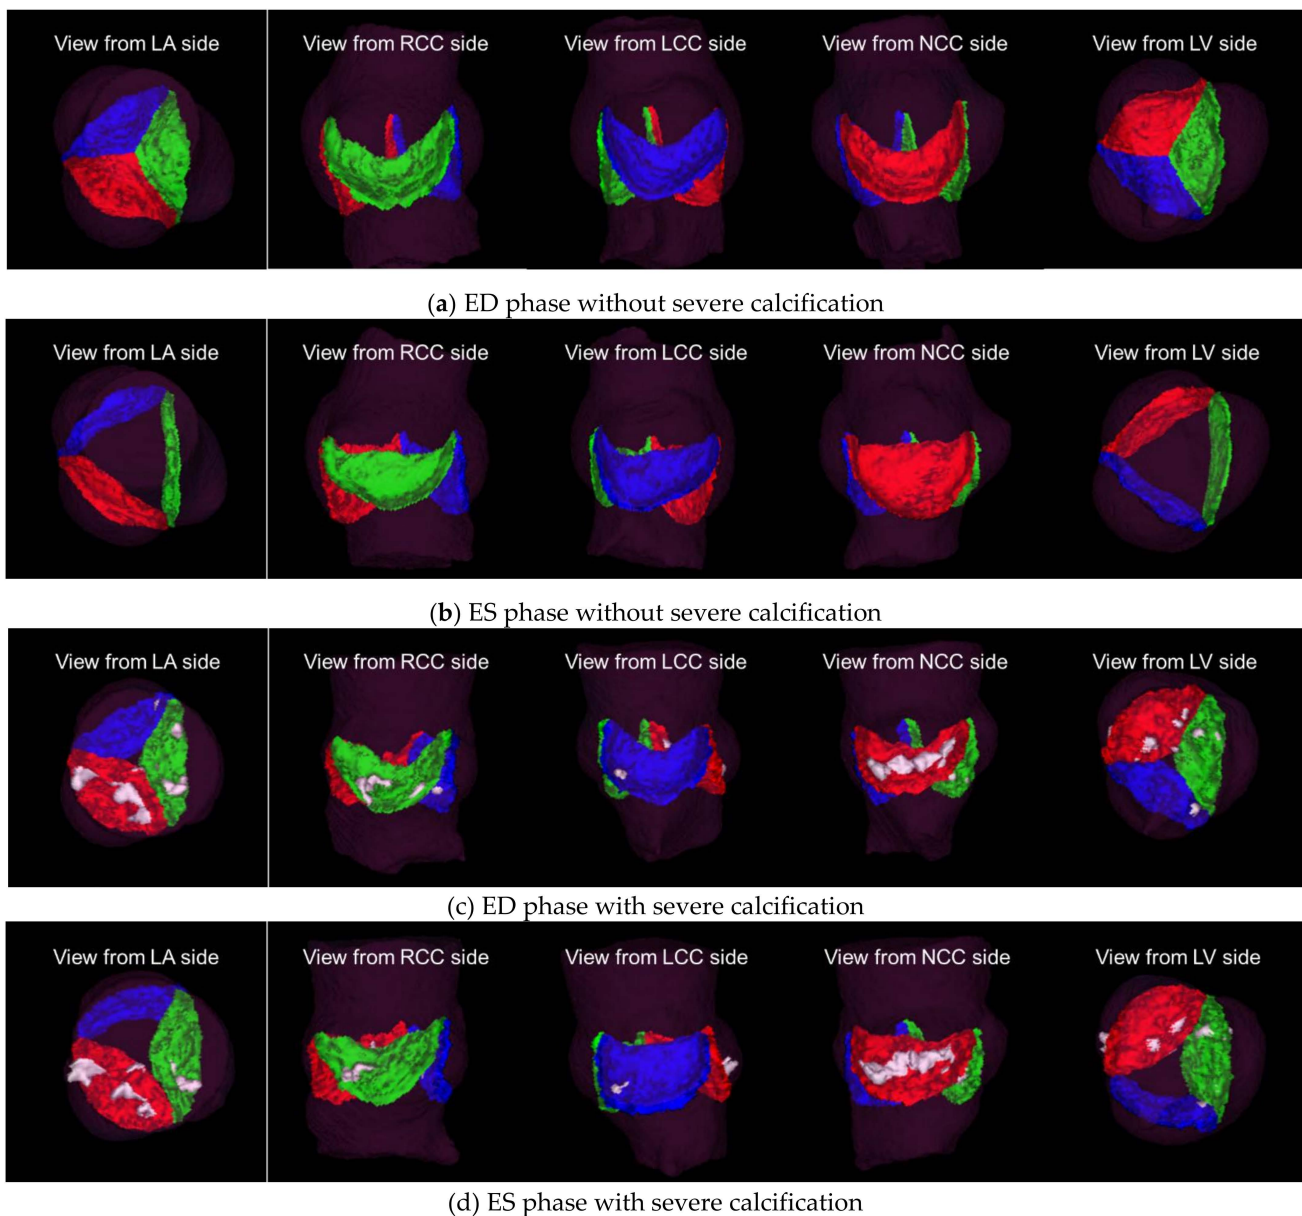 View from LA side View from RCC side View from LCC side View from NCC side View from LV side
(a) ED phase without severe calcification
View from LA side View from RCC side View from LCC side View from NCC side View from LV side
(b) ES phase without severe calcification
View from LA side View from RCC side View from LCC side View from NCC side View from LV side
(c) ED phase with severe calcification
View from LA side View from RCC side View from LCC side View from NCC side View from LV side
(d) ES phase with severe calcification